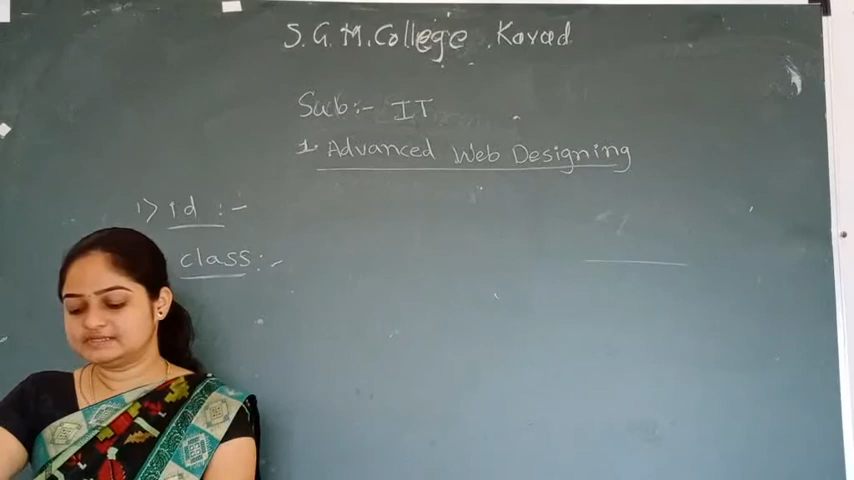 S.G.M.College .Karad
Sub:- IT
1. Advanced Web Designing
1> id :-
class:-